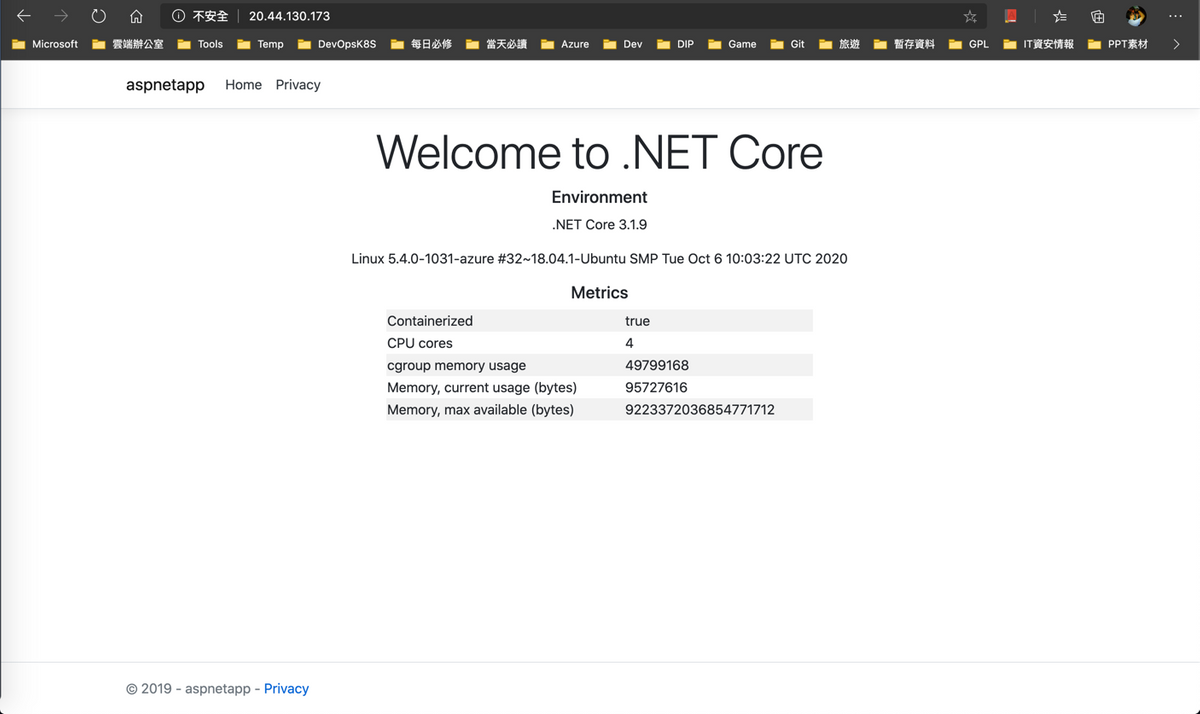 不安全 20.44.130.173
Microsoft 雲端辦公室 Tools Temp DevOpsK8S 每日必修 當天必讀 Azure Dev DIP Game Git 旅遊 暫存資料 GPL IT資安情報 PPT素材
aspnetapp Home Privacy
Welcome to .NET Core
Environment
.NET Core 3.1.9
Linux 5.4.0-1031-azure #32~18.04.1-Ubuntu SMP Tue Oct 6 10:03:22 UTC 2020
Metrics
Containerized true
CPU cores 4
cgroup memory usage 49799168
Memory, current usage (bytes) 95727616
Memory, max available (bytes) 9223372036854771712
© 2019 - aspnetapp - Privacy